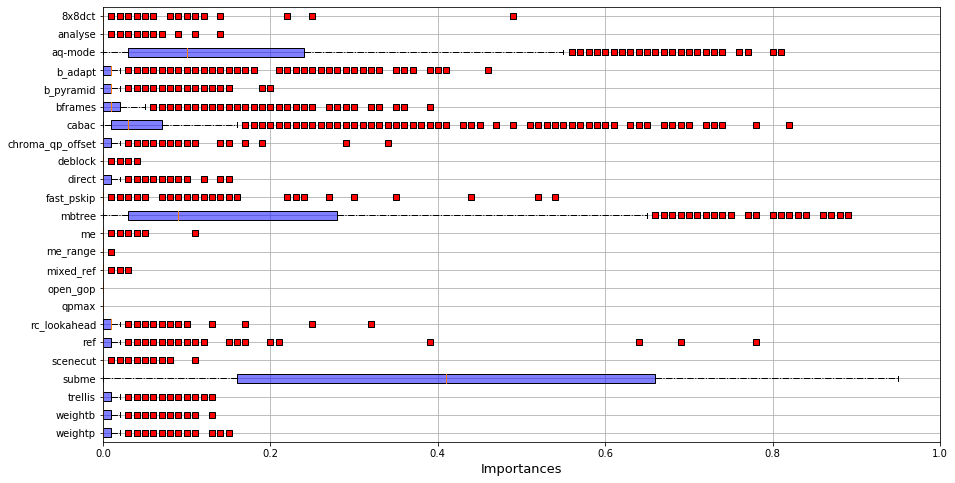 8x8dct
analyse
aq-mode
b_adapt
b_pyramid
bframes
cabac
chroma_qp_offset
deblock
direct
fast_pskip
mbtree
me
me_range
mixed_ref
open_gop
qpmax
rc_lookahead
ref
scenecut
subme
trellis
weightb
weightp
0.0 0.2 0.4 0.6 0.8 1.0
Importances